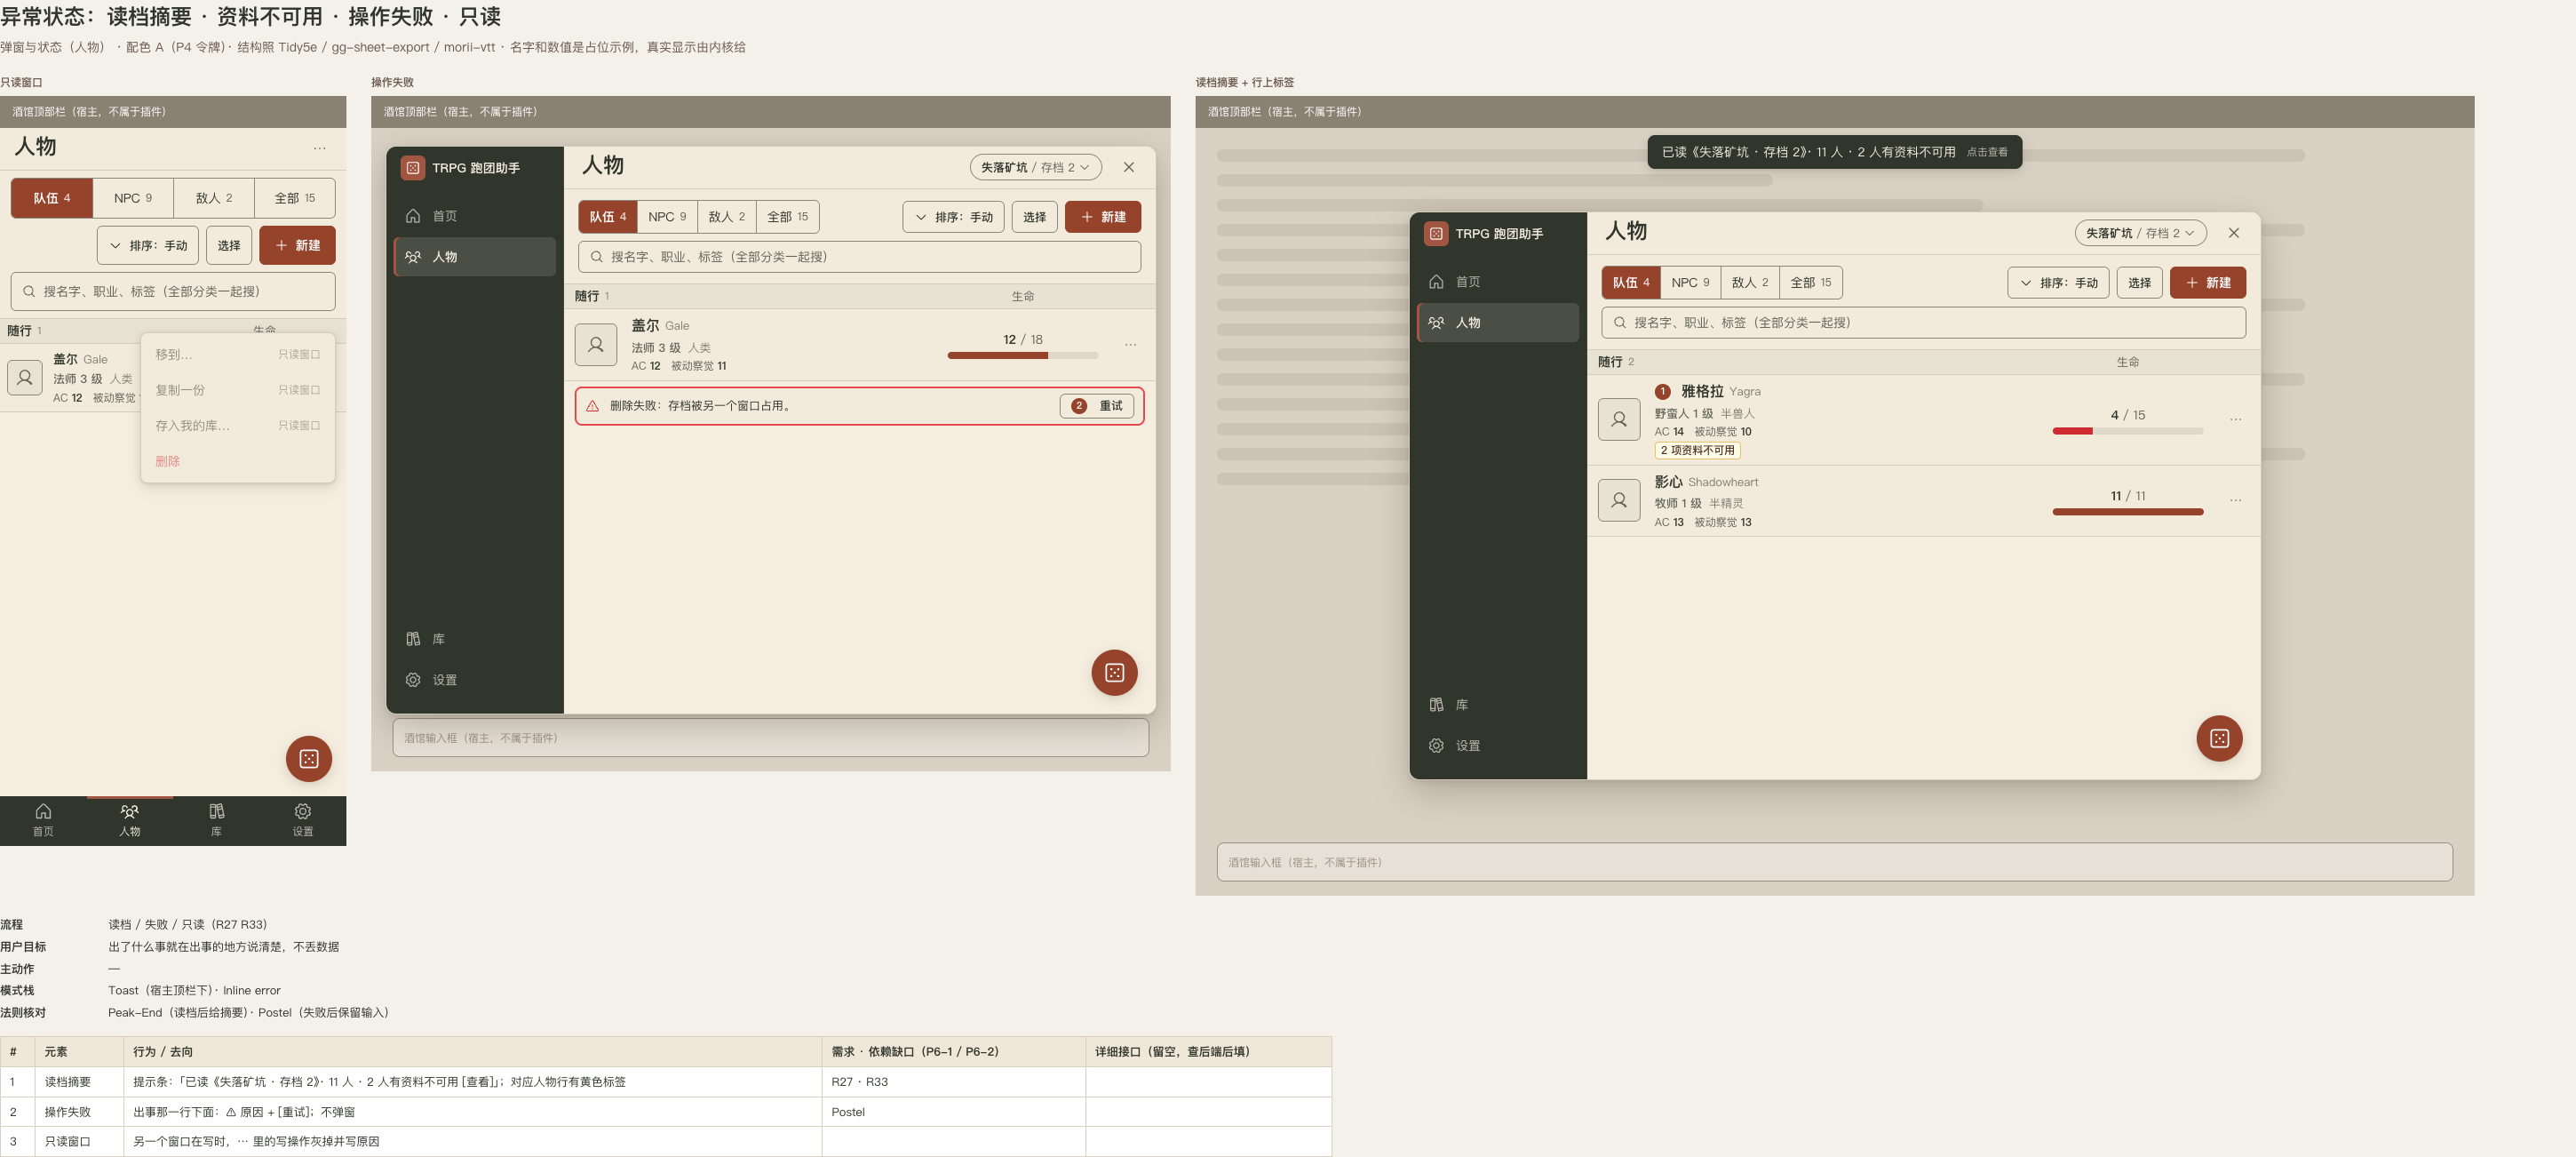 异常状态：读档摘要 · 资料不可用 · 操作失败 · 只读
弹窗与状态（人物） · 配色 A（P4 令牌）· 结构照 Tidy5e / gg-sheet-export / morii-vtt · 名字和数值是占位示例，真实显示由内核给
只读窗口
酒馆顶部栏（宿主，不属于插件）
人物
…
队伍 4
NPC 9
敌人 2
全部 15
排序：手动
选择
新建
搜名字、职业、标签（全部分类一起搜）
随行 1
生命
盖尔 Gale
法师 3 级 人类
AC 12 被动察觉
移到… 只读窗口
复制一份 只读窗口
存入我的库… 只读窗口
删除
首页
人物
库
设置
操作失败
酒馆顶部栏（宿主，不属于插件）
TRPG 跑团助手
首页
人物
库
设置
人物
失落矿坑 / 存档 2
队伍 4
NPC 9
敌人 2
全部 15
排序：手动
选择
新建
搜名字、职业、标签（全部分类一起搜）
随行 1
生命
盖尔 Gale
法师 3 级 人类
AC 12 被动察觉 11
12 / 18
…
删除失败：存档被另一个窗口占用。
2 重试
酒馆输入框（宿主，不属于插件）
读档摘要 + 行上标签
酒馆顶部栏（宿主，不属于插件）
已读《失落矿坑 · 存档 2》· 11 人 · 2 人有资料不可用 点击查看
TRPG 跑团助手
首页
人物
库
设置
人物
失落矿坑 / 存档 2
队伍 4
NPC 9
敌人 2
全部 15
排序：手动
选择
新建
搜名字、职业、标签（全部分类一起搜）
随行 2
生命
1 雅格拉 Yagra
野蛮人 1 级 半兽人
AC 14 被动察觉 10
2 项资料不可用
4 / 15
…
影心 Shadowheart
牧师 1 级 半精灵
AC 13 被动察觉 13
11 / 11
…
酒馆输入框（宿主，不属于插件）
流程 读档 / 失败 / 只读（R27 R33）
用户目标 出了什么事就在出事的地方说清楚，不丢数据
主动作 —
模式栈 Toast（宿主顶栏下）· Inline error
法则核对 Peak-End（读档后给摘要）· Postel（失败后保留输入）
# 元素 行为 / 去向 需求 · 依赖缺口（P6-1 / P6-2） 详细接口（留空，查后端后填）
1 读档摘要 提示条：「已读《失落矿坑 · 存档 2》· 11 人 · 2 人有资料不可用 [查看]」；对应人物行有黄色标签 R27 · R33
2 操作失败 出事那一行下面：⚠ 原因 + [重试]；不弹窗 Postel
3 只读窗口 另一个窗口在写时，… 里的写操作灰掉并写原因